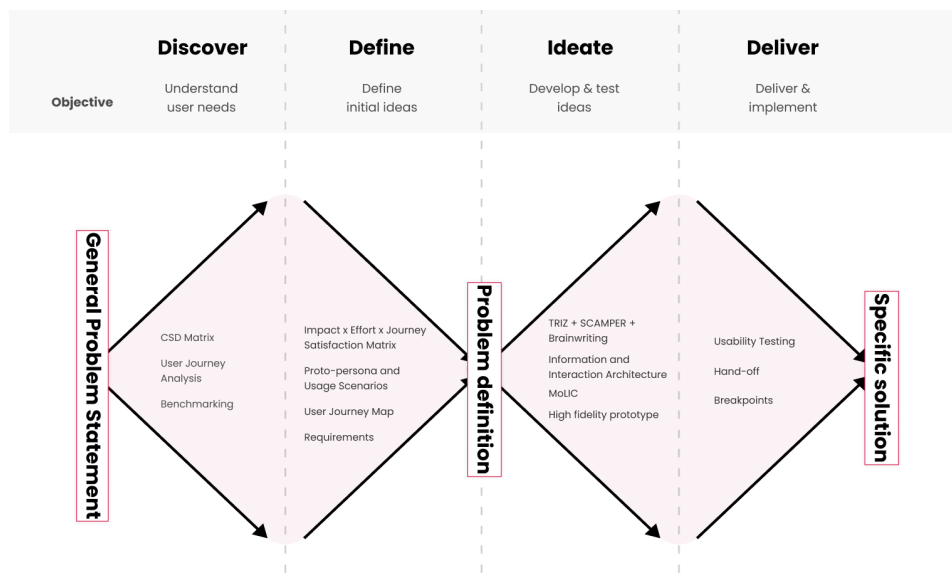 Discover
Define
Ideate
Deliver
Objective
Understand
user needs
Define
initial ideas
Develop & test
ideas
Deliver &
implement
General Problem Statement
CSD Matrix
User Journey
Analysis
Benchmarking
Impact x Effort x Journey
Satisfaction Matrix
Proto-persona and
Usage Scenarios
User Journey Map
Requirements
Problem definition
TRIZ + SCAMPER +
Brainwriting
Information and
Interaction Architecture
MoLIC
High fidelity prototype
Usability Testing
Hand-off
Breakpoints
Specific solution